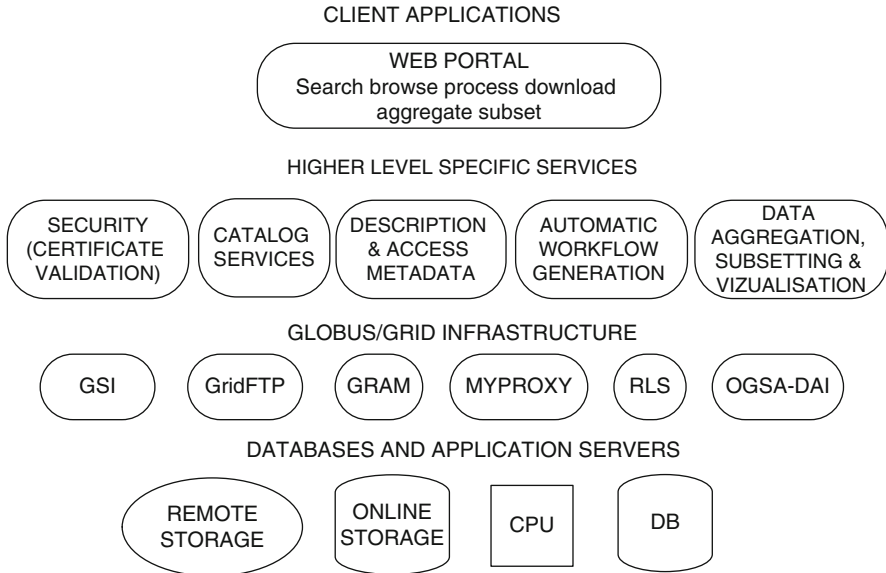 CLIENT APPLICATIONS
WEB PORTAL
Search browse process download
aggregate subset
HIGHER LEVEL SPECIFIC SERVICES
SECURITY
(CERTIFICATE
VALIDATION)
CATALOG
SERVICES
DESCRIPTION
& ACCESS
METADATA
AUTOMATIC
WORKFLOW
GENERATION
DATA
AGGREGATION,
SUBSETTING &
VIZUALISATION
GLOBUS/GRID INFRASTRUCTURE
GSI
GridFTP
GRAM
MYPROXY
RLS
OGSA-DAI
DATABASES AND APPLICATION SERVERS
REMOTE
STORAGE
ONLINE
STORAGE
CPU
DB